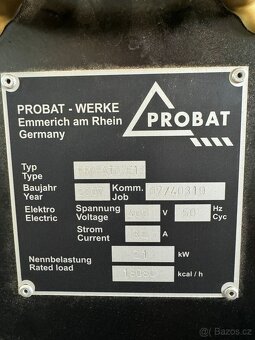 PROBAT - WERKE
Emmerich am Rhein
Germany
PROBAT
Typ
Type
Baujahr
Year
Komm.
Job
Elektro
Electric
Spannung
Voltage
V
Hz
Cyc
Strom
Current
A
Nennbelastung
Rated load
kW
kcal / h
bazos.cz